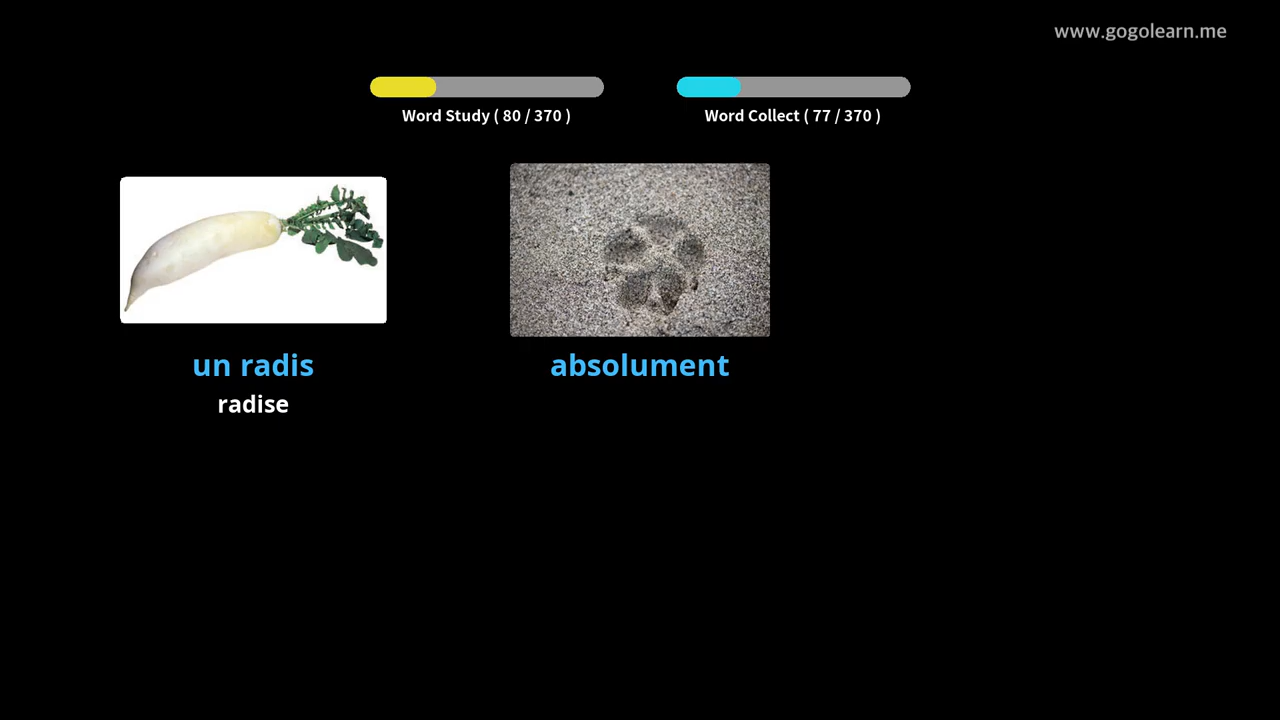 www.gogolearn.me
Word Study ( 80 / 370 )
Word Collect ( 77 / 370 )
un radis
radise
absolument